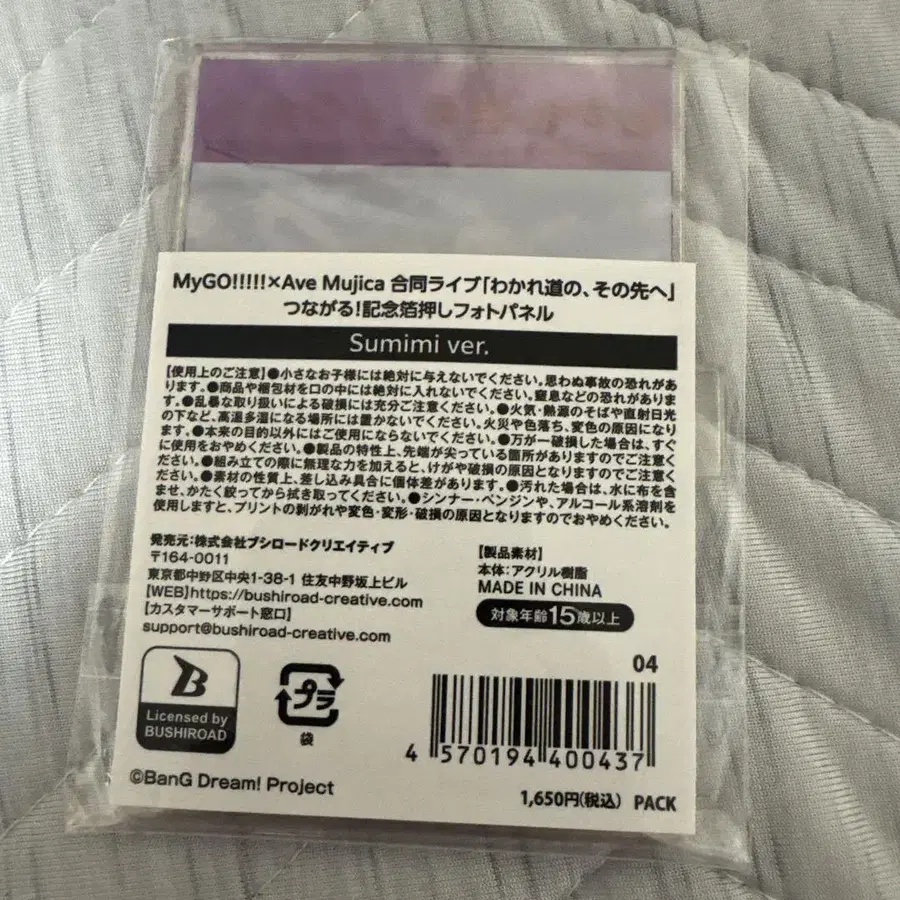 MyGO!!!!!×Ave Mujica 合同ライブ「わかれ道の、その先へ」
つながる!記念箔押しフォトパネル
Sumimi ver.
【使用上のご注意】●小さなお子様には絶対に与えないでください。思わぬ事故の恐れがあ
ります。●商品や梱包材を口の中には絶対に入れないでください。窒息などの恐れがありま
す。●乱暴な取り扱いによる破損には充分ご注意ください。●火気・熱源のそばや直射日光
の下など、高温多湿になる場所には置かないでください。火災や色落ち、変色の原因になり
ます。●本来の目的以外にはご使用にならないでください。●万が一破損した場合は、すぐ
に使用をおやめください。●製品の特性上、先端が尖っている箇所がありますのでご注意く
ださい。●組み立ての際に無理な力を加えると、けがや破損の原因となりますのでご注意くだ
さい。●素材の性質上、差し込み具合に個体差があります。●汚れた場合は、水に布を含
ませ、かたく絞ってから拭き取ってください。●シンナー・ベンジンや、アルコール系溶剤を
使用しますと、プリントの剥がれや変色・変形・破損の原因となりますのでおやめください。
発売元:株式会社ブシロードクリエイティブ
〒164-0011
東京都中野区中央1-38-1 住友中野坂上ビル
【WEB】https://bushiroad-creative.com
【カスタマーサポート窓口】
support@bushiroad-creative.com
【製品素材】
本体:アクリル樹脂
MADE IN CHINA
対象年齢15歳以上
04
B
Licensed by
BUSHIROAD
プラ
袋
4 570194 400437
©BanG Dream! Project
1,650円(税込) PACK